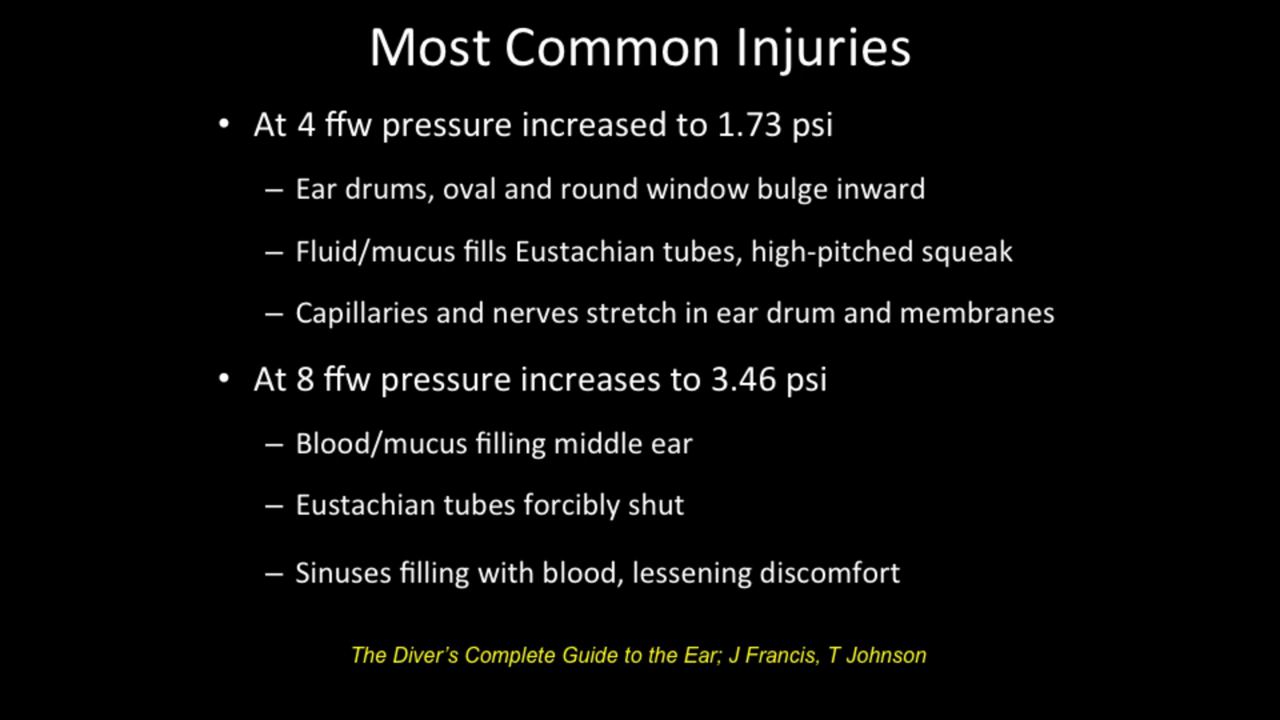 Most Common Injuries
• At 4 ffw pressure increased to 1.73 psi
– Ear drums, oval and round window bulge inward
– Fluid/mucus fills Eustachian tubes, high-pitched squeak
– Capillaries and nerves stretch in ear drum and membranes
• At 8 ffw pressure increases to 3.46 psi
– Blood/mucus filling middle ear
– Eustachian tubes forcibly shut
– Sinuses filling with blood, lessening discomfort
The Diver’s Complete Guide to the Ear; J Francis, T Johnson